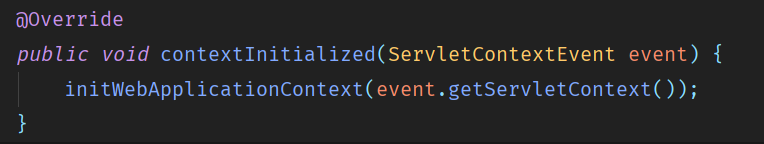 @Override
public void contextInitialized(ServletContextEvent event) {
    initWebApplicationContext(event.getServletContext());
}